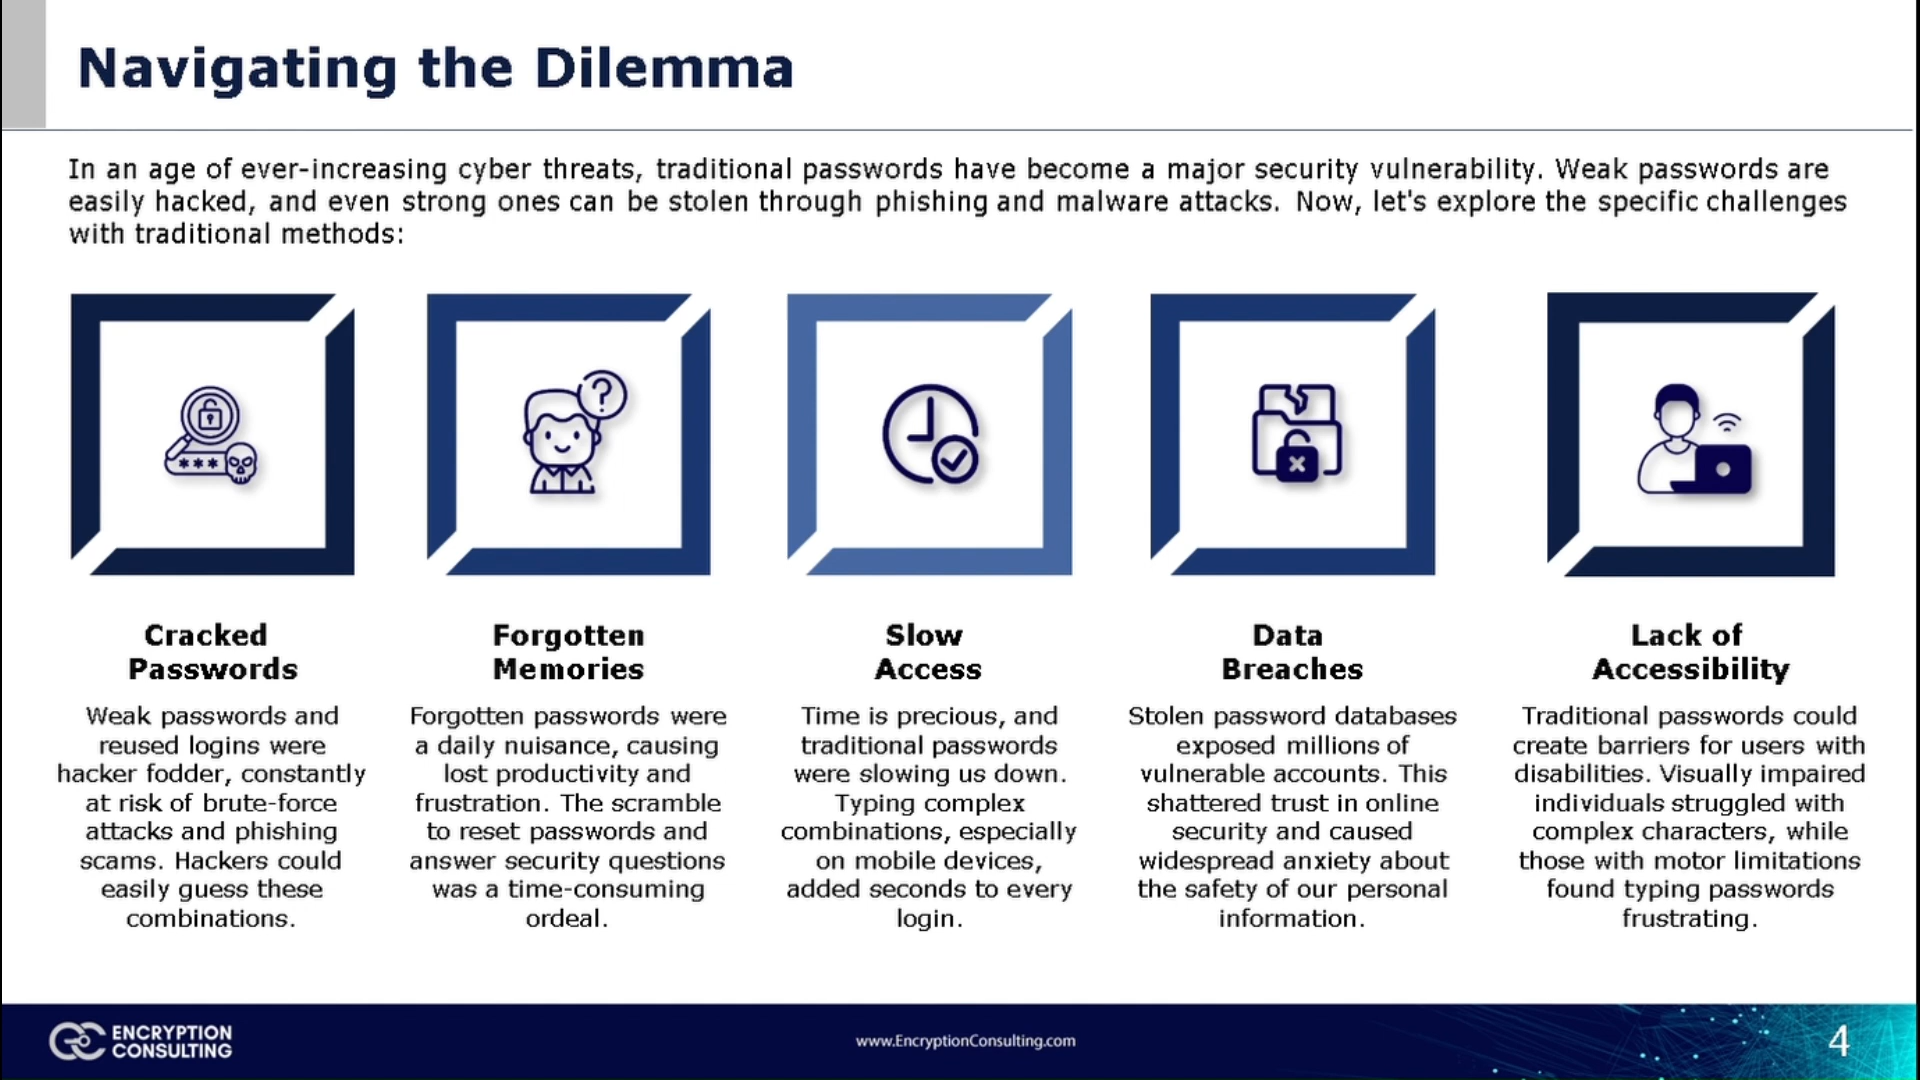 Navigating the Dilemma
In an age of ever-increasing cyber threats, traditional passwords have become a major security vulnerability. Weak passwords are
easily hacked, and even strong ones can be stolen through phishing and malware attacks. Now, let's explore the specific challenges
with traditional methods:
?
***
Cracked
Passwords
Weak passwords and
reused logins were
hacker fodder, constantly
at risk of brute-force
attacks and phishing
scams. Hackers could
easily guess these
combinations.
Forgotten
Memories
Forgotten passwords were
a daily nuisance, causing
lost productivity and
frustration. The scramble
to reset passwords and
answer security questions
was a time-consuming
ordeal.
Slow
Access
Time is precious, and
traditional passwords
were slowing us down.
Typing complex
combinations, especially
on mobile devices,
added seconds to every
login.
Data
Breaches
Stolen password databases
exposed millions of
vulnerable accounts. This
shattered trust in online
security and caused
widespread anxiety about
the safety of our personal
information.
Lack of
Accessibility
Traditional passwords could
create barriers for users with
disabilities. Visually impaired
individuals struggled with
complex characters, while
those with motor limitations
found typing passwords
frustrating.
ENCRYPTION
CONSULTING
www.EncryptionConsulting.com
4